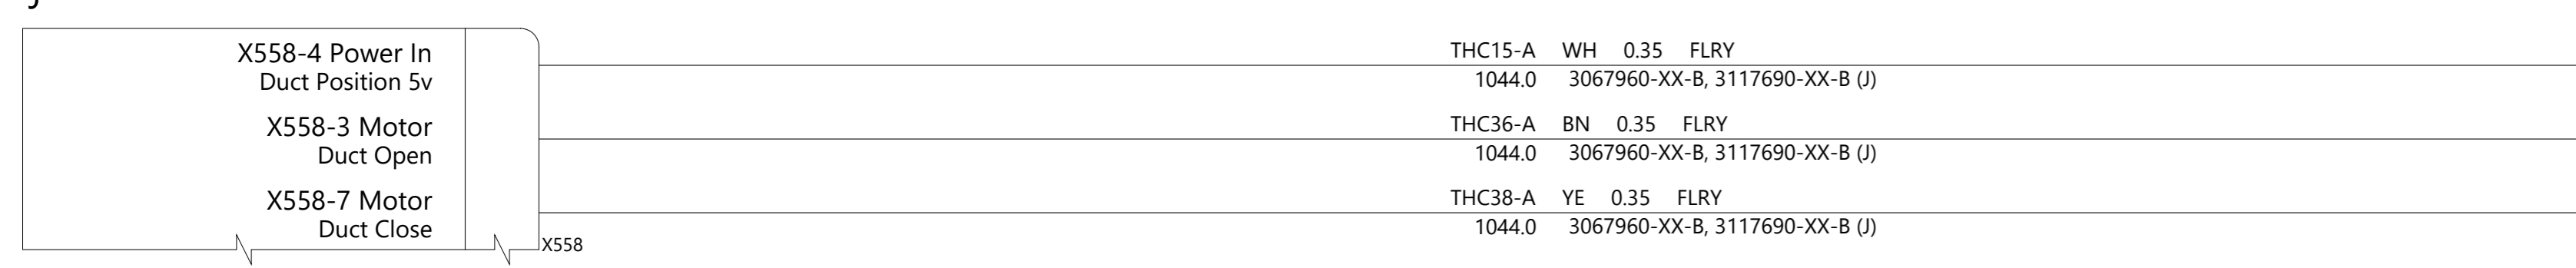 X558-4 Power In
Duct Position 5v
THC15-A WH 0.35 FLRY
1044.0 3067960-XX-B, 3117690-XX-B (J)
X558-3 Motor
Duct Open
THC36-A BN 0.35 FLRY
1044.0 3067960-XX-B, 3117690-XX-B (J)
X558-7 Motor
Duct Close
THC38-A YE 0.35 FLRY
1044.0 3067960-XX-B, 3117690-XX-B (J)
X558